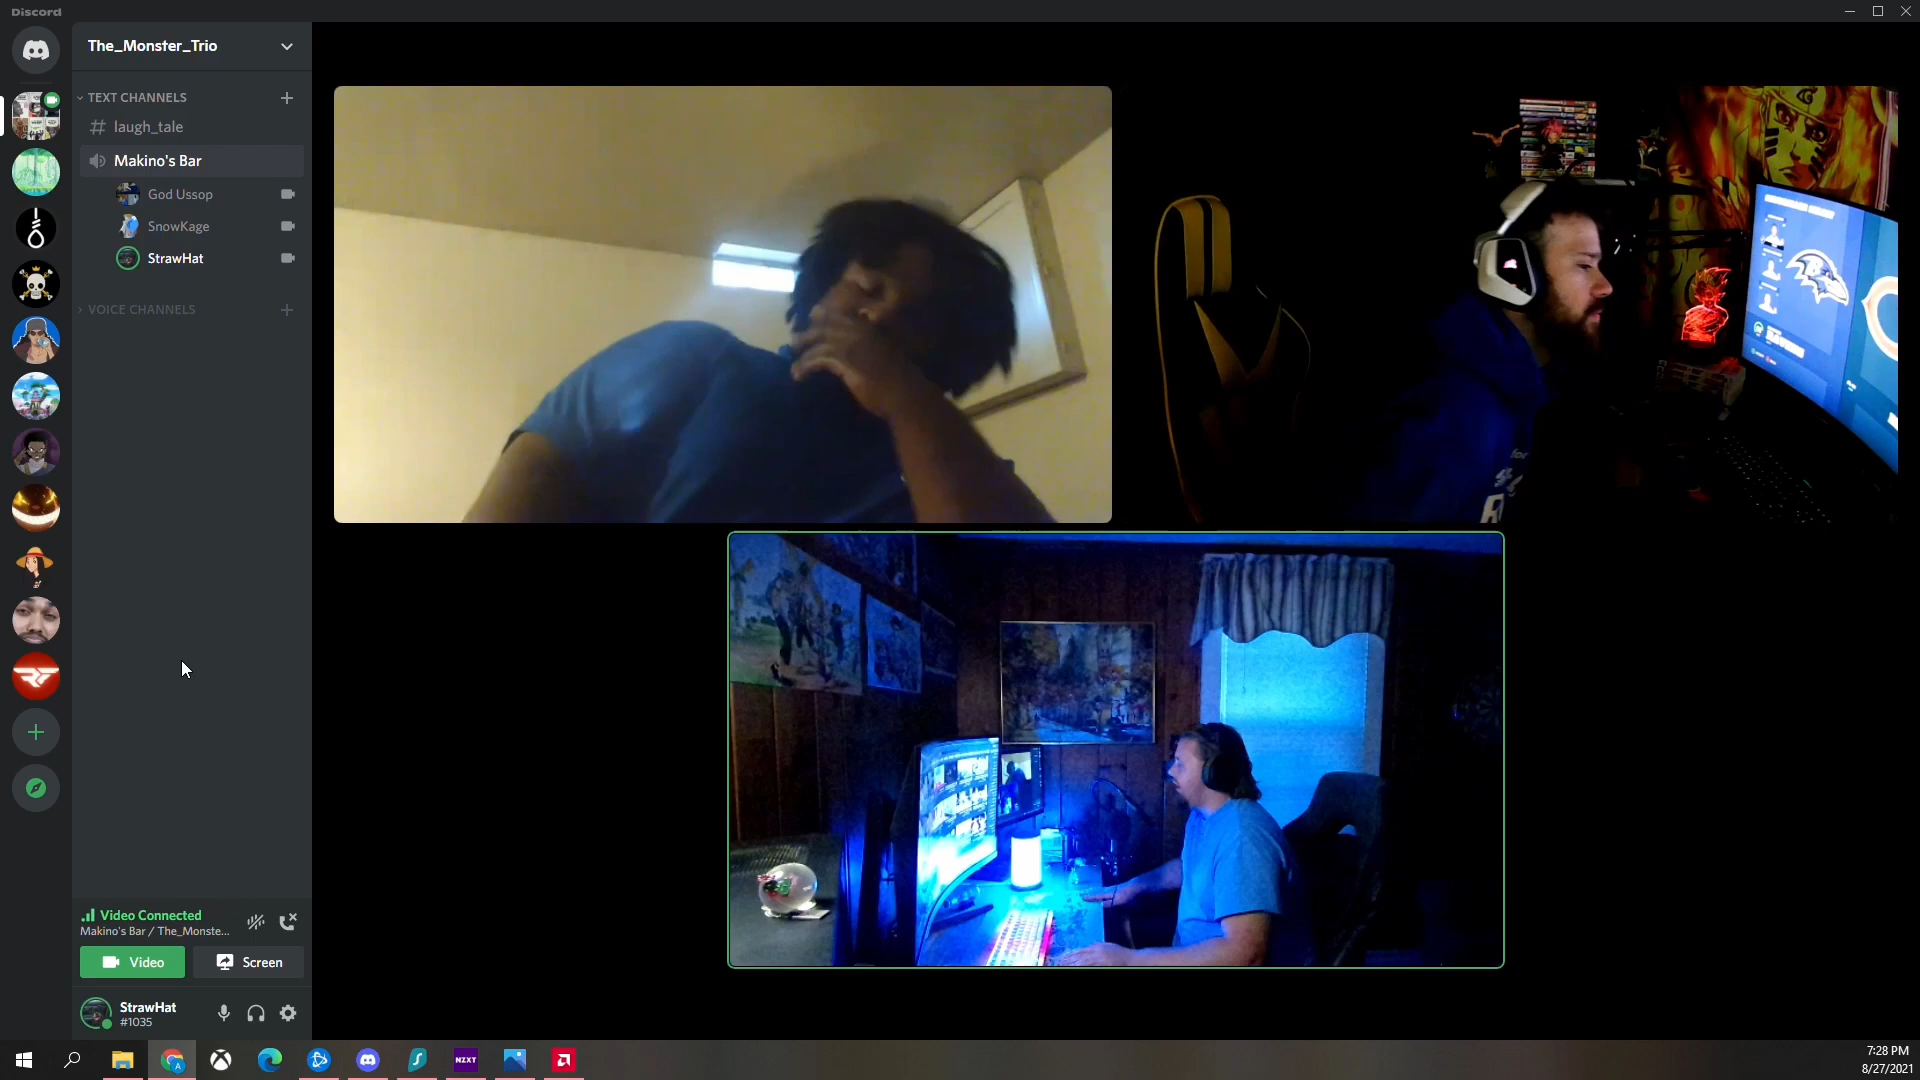 Discord
The_Monster_Trio
TEXT CHANNELS
laugh_tale
Makino's Bar
God Ussop
SnowKage
StrawHat
VOICE CHANNELS
Video Connected
Makino's Bar / The_Monste...
Video
Screen
StrawHat
#1035
NZXT
7:28 PM
8/27/2021